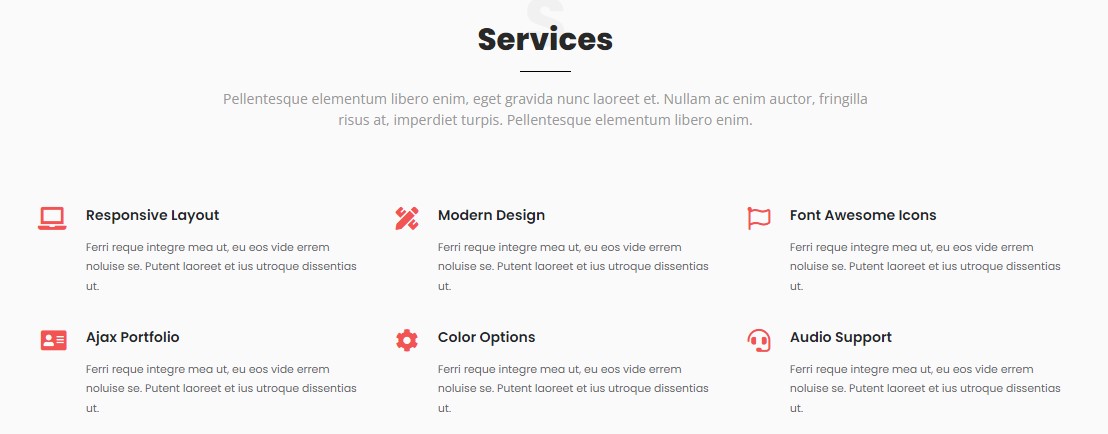 S
Services
Pellentesque elementum libero enim, eget gravida nunc laoreet et. Nullam ac enim auctor, fringilla
risus at, imperdiet turpis. Pellentesque elementum libero enim.
Responsive Layout
Ferri reque integre mea ut, eu eos vide errem
noluise se. Putent laoreet et ius utroque dissentias
ut.
Modern Design
Ferri reque integre mea ut, eu eos vide errem
noluise se. Putent laoreet et ius utroque dissentias
ut.
Font Awesome Icons
Ferri reque integre mea ut, eu eos vide errem
noluise se. Putent laoreet et ius utroque dissentias
ut.
Ajax Portfolio
Ferri reque integre mea ut, eu eos vide errem
noluise se. Putent laoreet et ius utroque dissentias
ut.
Color Options
Ferri reque integre mea ut, eu eos vide errem
noluise se. Putent laoreet et ius utroque dissentias
ut.
Audio Support
Ferri reque integre mea ut, eu eos vide errem
noluise se. Putent laoreet et ius utroque dissentias
ut.